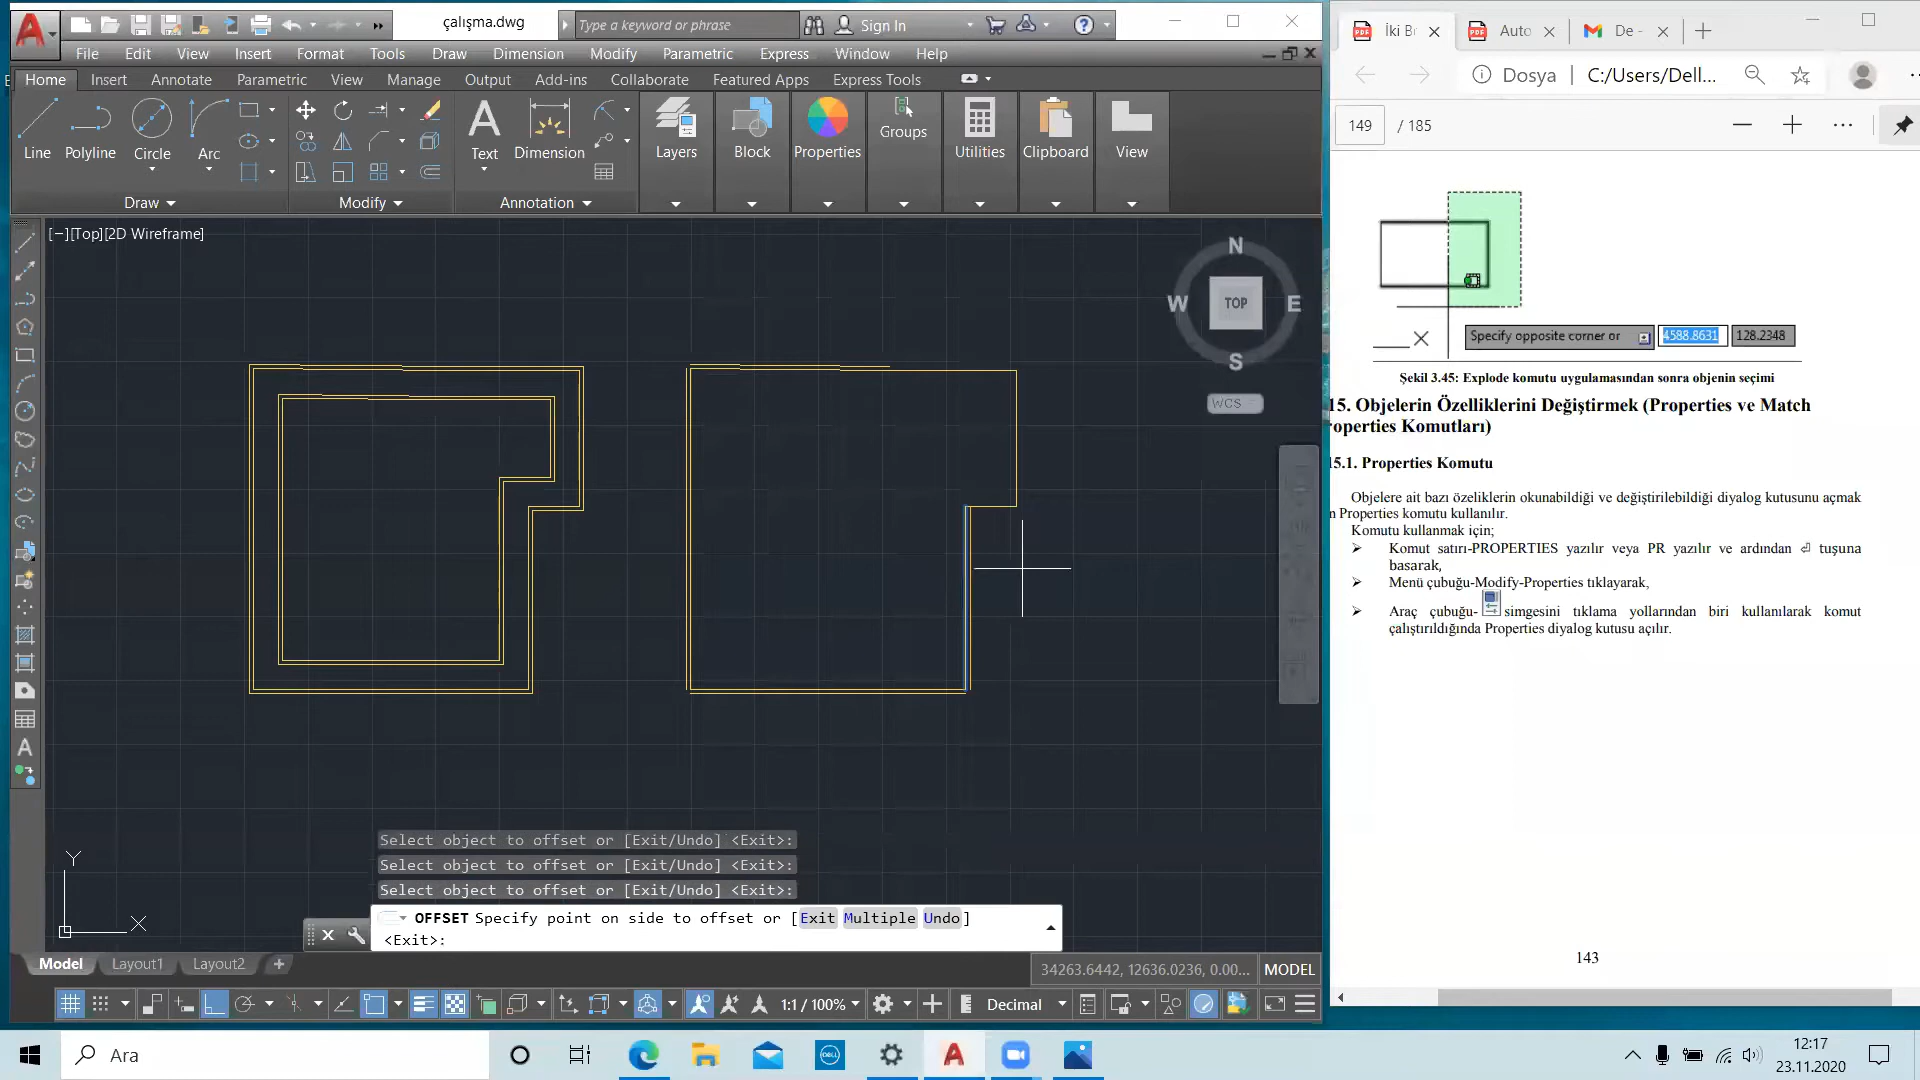 çalışma.dwg
Type a keyword or phrase
Sign In
File Edit View Insert Format Tools Draw Dimension Modify Parametric Express Window Help
Home Insert Annotate Parametric View Manage Output Add-ins Collaborate Featured Apps Express Tools
Line Polyline Circle Arc
Text Dimension
Layers Block Properties Groups Utilities Clipboard View
Draw Modify Annotation
[−][Top][2D Wireframe]
N
W TOP E
S
WCS
Y
X
Select object to offset or [Exit/Undo] <Exit>:
Select object to offset or [Exit/Undo] <Exit>:
Select object to offset or [Exit/Undo] <Exit>:
OFFSET Specify point on side to offset or [Exit Multiple Undo]
<Exit>:
Model Layout1 Layout2 +
34263.6442, 12636.0236, 0.00... MODEL
1:1 / 100% Decimal
İki B
Auto
De -
Dosya | C:/Users/Dell...
149 / 185
Specify opposite corner or 4588.8631 128.2348
Şekil 3.45: Explode komutu uygulamasından sonra objenin seçimi
15. Objelerin Özelliklerini Değiştirmek (Properties ve Match
roperties Komutları)
15.1. Properties Komutu
Objelere ait bazı özeliklerin okunabildiği ve değiştirilebildiği diyalog kutusunu açmak
n Properties komutu kullanılır.
Komutu kullanmak için;
➢ Komut satırı-PROPERTIES yazılır veya PR yazılır ve ardından ⏎ tuşuna
basarak,
➢ Menü çubuğu-Modify-Properties tıklayarak,
➢ Araç çubuğu- simgesini tıklama yollarından biri kullanılarak komut
çalıştırıldığında Properties diyalog kutusu açılır.
143
Ara
DELL
12:17
23.11.2020